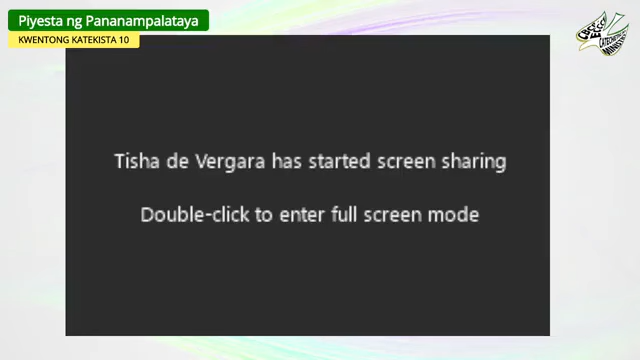 Piyesta ng Pananampalataya
KWENTONG KATEKISTA 10
Tisha de Vergara has started screen sharing
Double-click to enter full screen mode